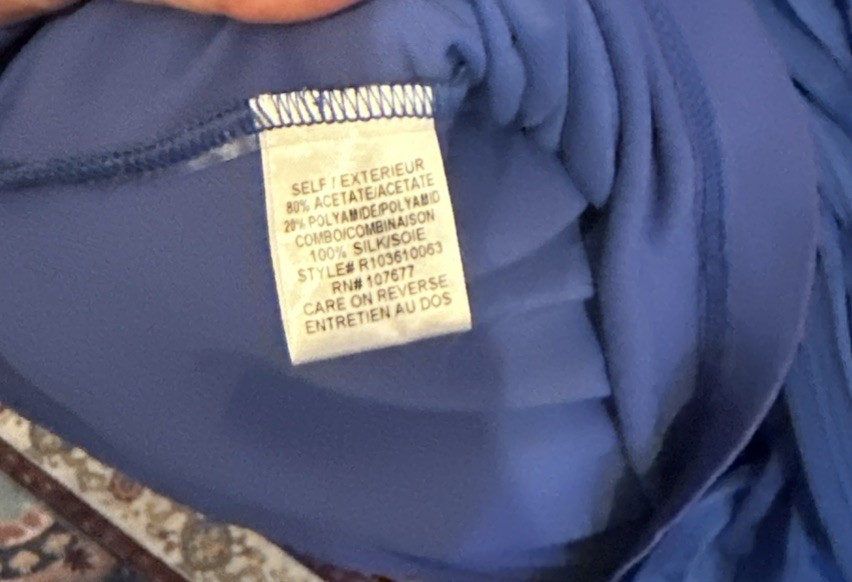 SELF / EXTERIEUR
80% ACETATE/ACETATE
20% POLYAMIDE/POLYAMID
COMBO/COMBINAISON
100% SILK/SOIE
STYLE# R103610063
RN# 107677
CARE ON REVERSE
ENTRETIEN AU DOS